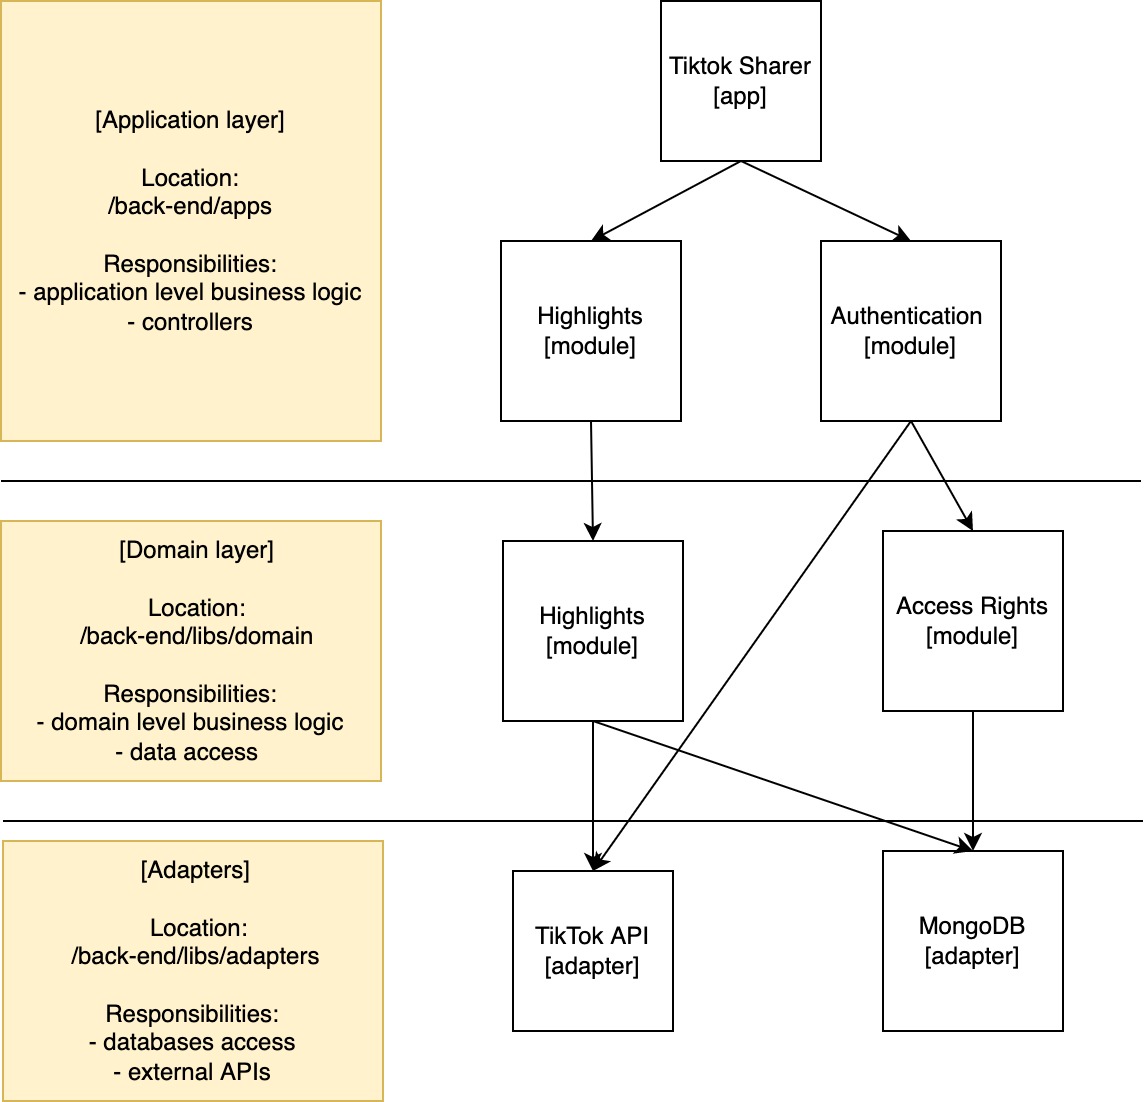 [Application layer]
Location:
/back-end/apps
Responsibilities:
- application level business logic
- controllers
Tiktok Sharer
[app]
Highlights
[module]
Authentication
[module]
[Domain layer]
Location:
/back-end/libs/domain
Responsibilities:
- domain level business logic
- data access
Highlights
[module]
Access Rights
[module]
[Adapters]
Location:
/back-end/libs/adapters
Responsibilities:
- databases access
- external APIs
TikTok API
[adapter]
MongoDB
[adapter]